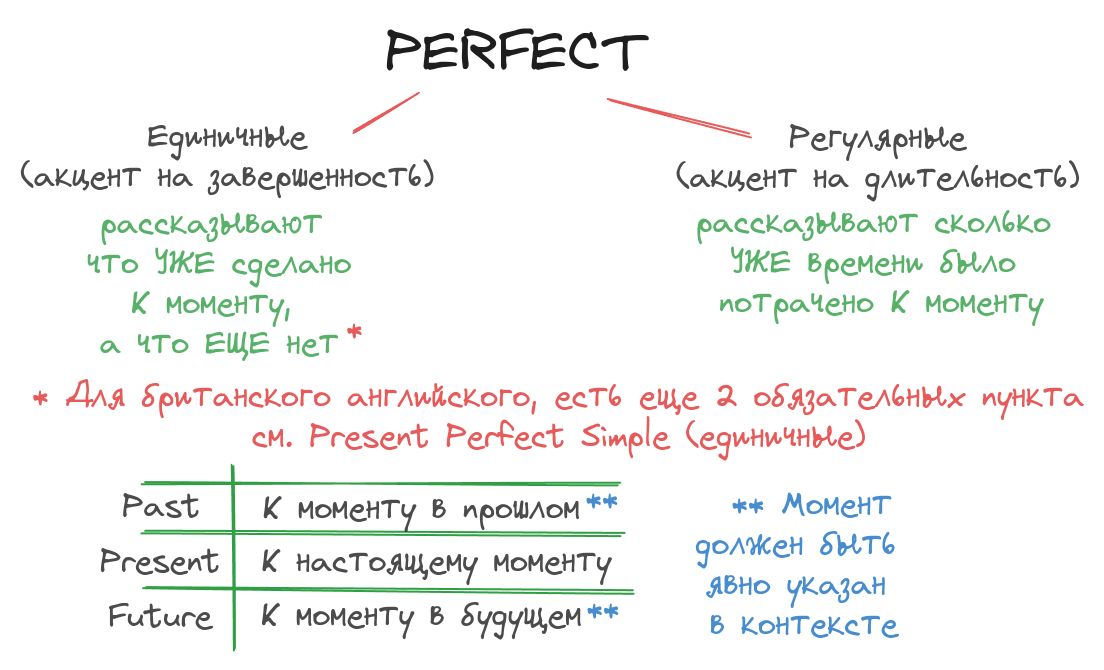 PERFECT
Единичные
(акцент на завершенность)
рассказывают
что УЖЕ сделано
К моменту,
а что ЕЩЕ нет *
Регулярные
(акцент на длительность)
рассказывают сколько
УЖЕ времени было
потрачено К моменту
* Для британского английского, есть еще 2 обязательных пункта
см. Present Perfect Simple (единичные)
Past К моменту в прошлом **
Present К настоящему моменту
Future К моменту в будущем **
** Момент
должен быть
явно указан
в контексте